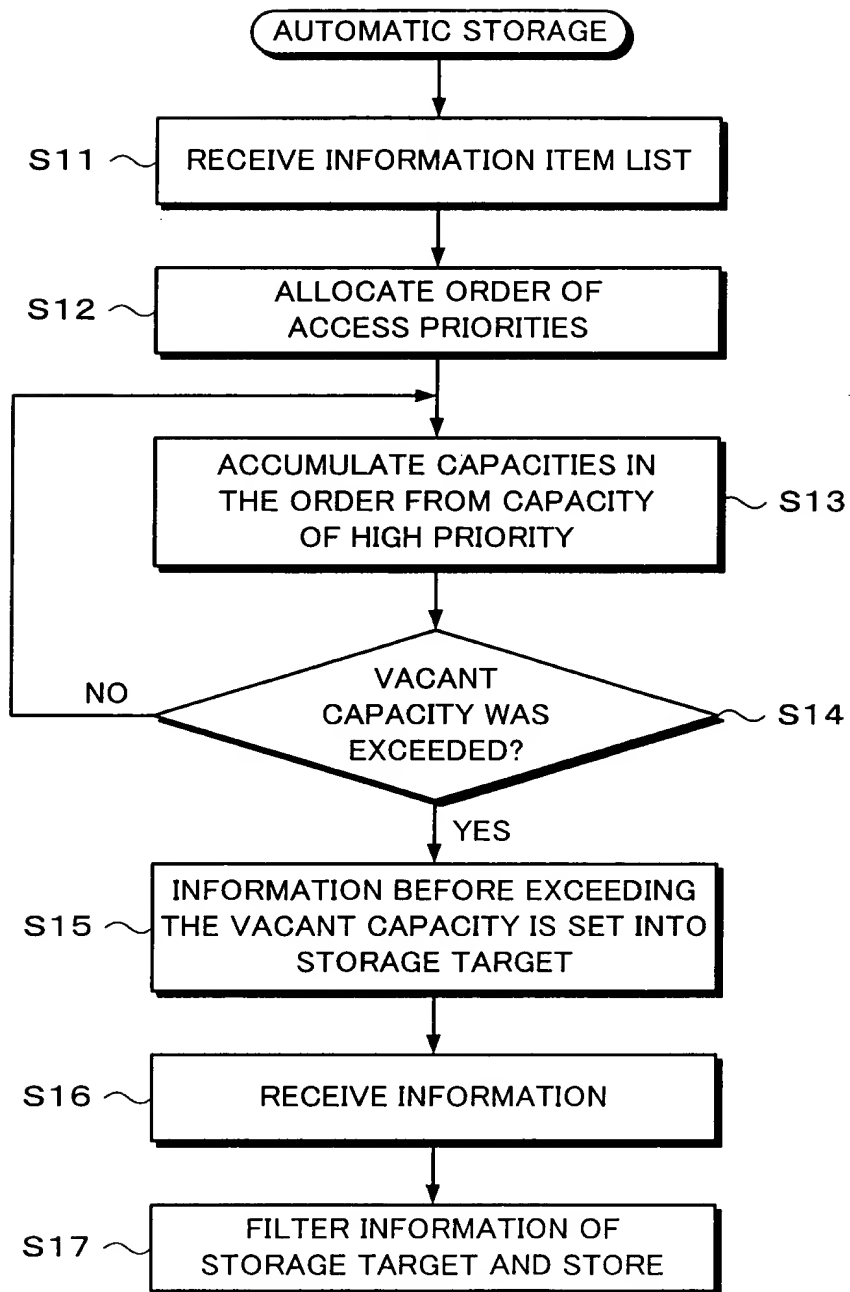 AUTOMATIC STORAGE
S11
RECEIVE INFORMATION ITEM LIST
S12
ALLOCATE ORDER OF
ACCESS PRIORITIES
ACCUMULATE CAPACITIES IN
THE ORDER FROM CAPACITY
OF HIGH PRIORITY
S13
NO
VACANT
CAPACITY WAS
EXCEEDED?
S14
YES
S15
INFORMATION BEFORE EXCEEDING
THE VACANT CAPACITY IS SET INTO
STORAGE TARGET
S16
RECEIVE INFORMATION
S17
FILTER INFORMATION OF
STORAGE TARGET AND STORE